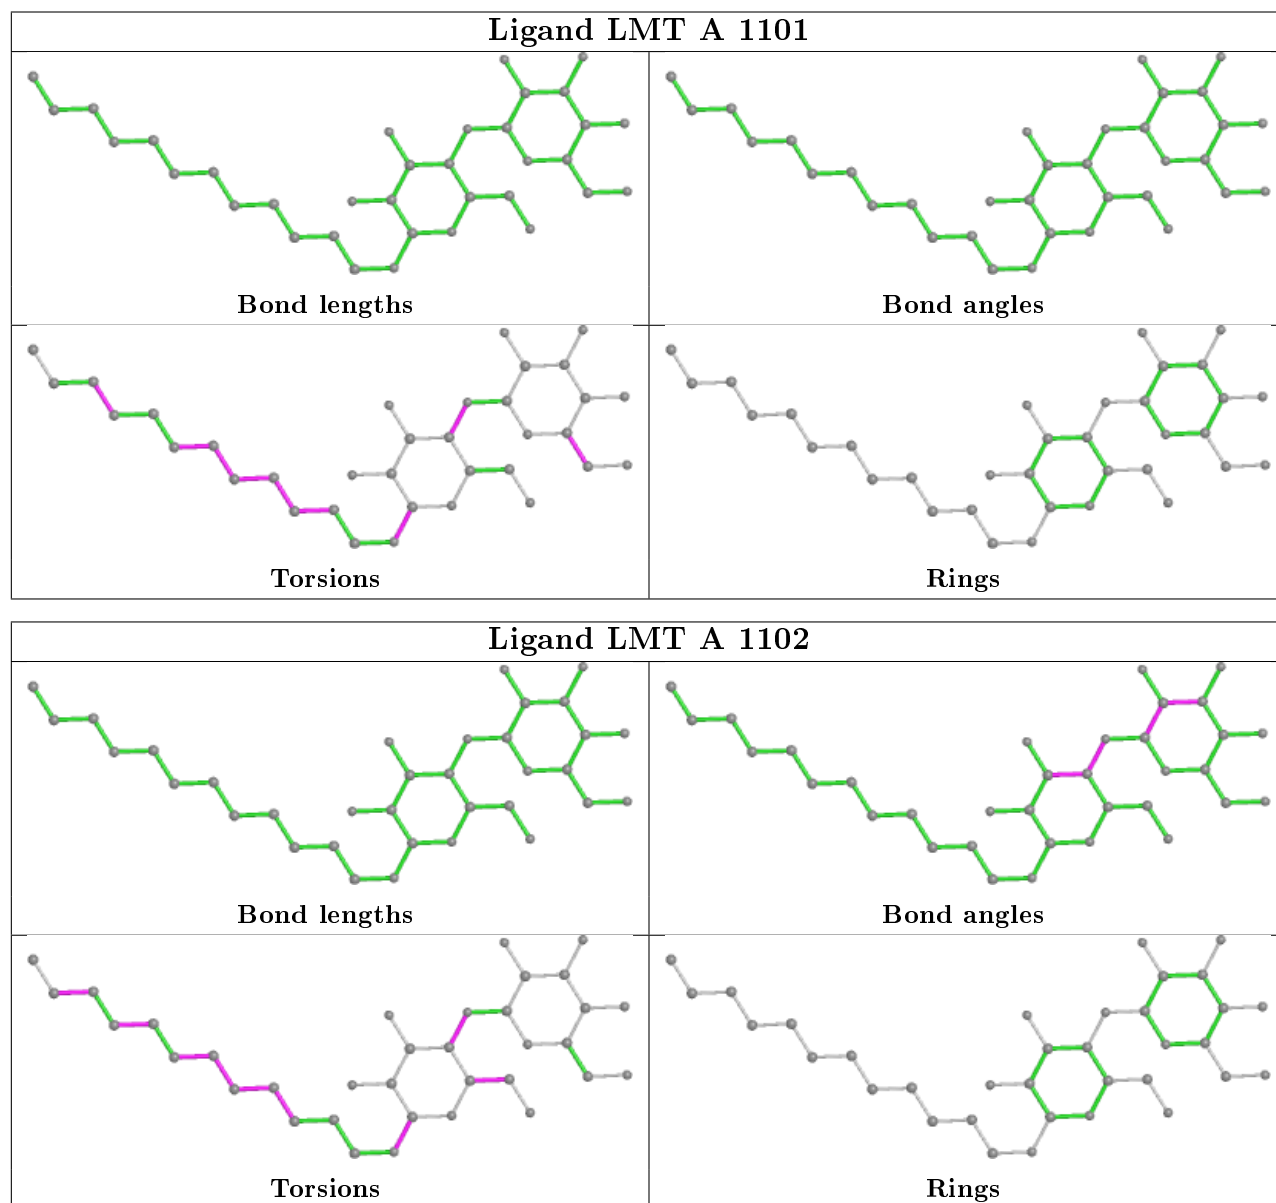 Ligand LMT A 1101
Bond lengths
Bond angles
Torsions
Rings
Ligand LMT A 1102
Bond lengths
Bond angles
Torsions
Rings